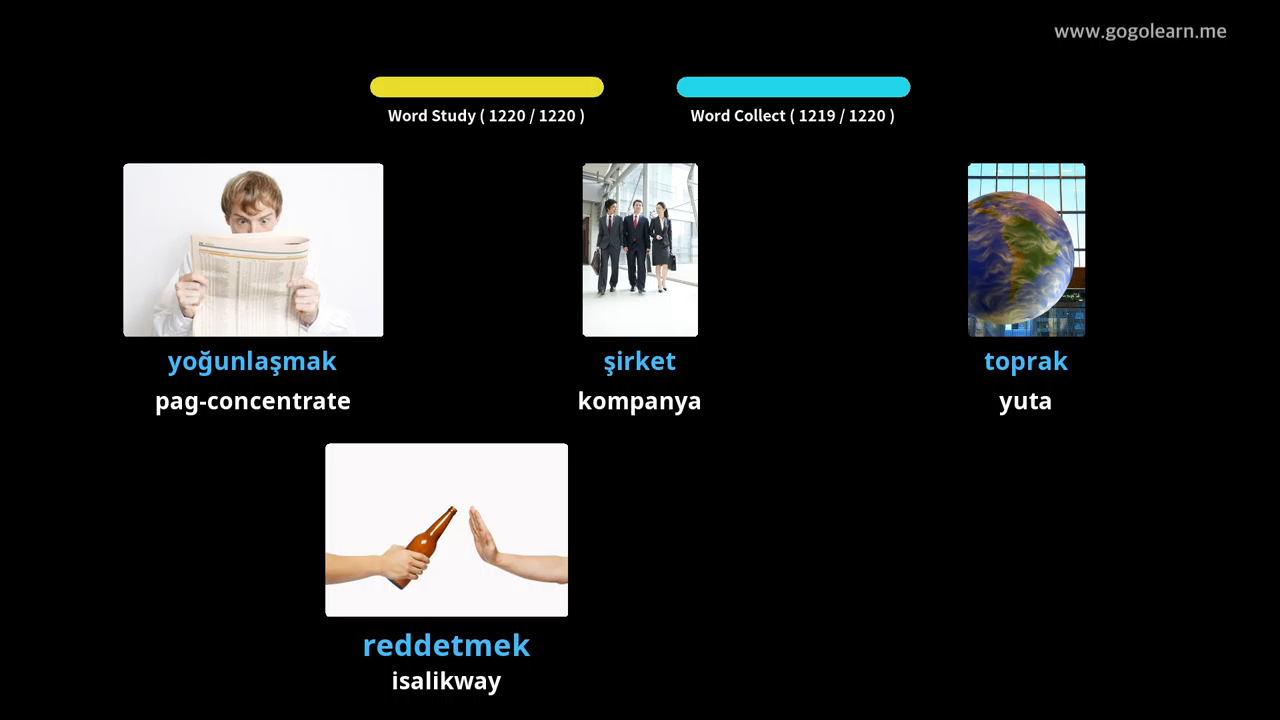 www.gogolearn.me
Word Study ( 1220 / 1220 )
Word Collect ( 1219 / 1220 )
yoğunlaşmak
pag-concentrate
şirket
kompanya
toprak
yuta
reddetmek
isalikway